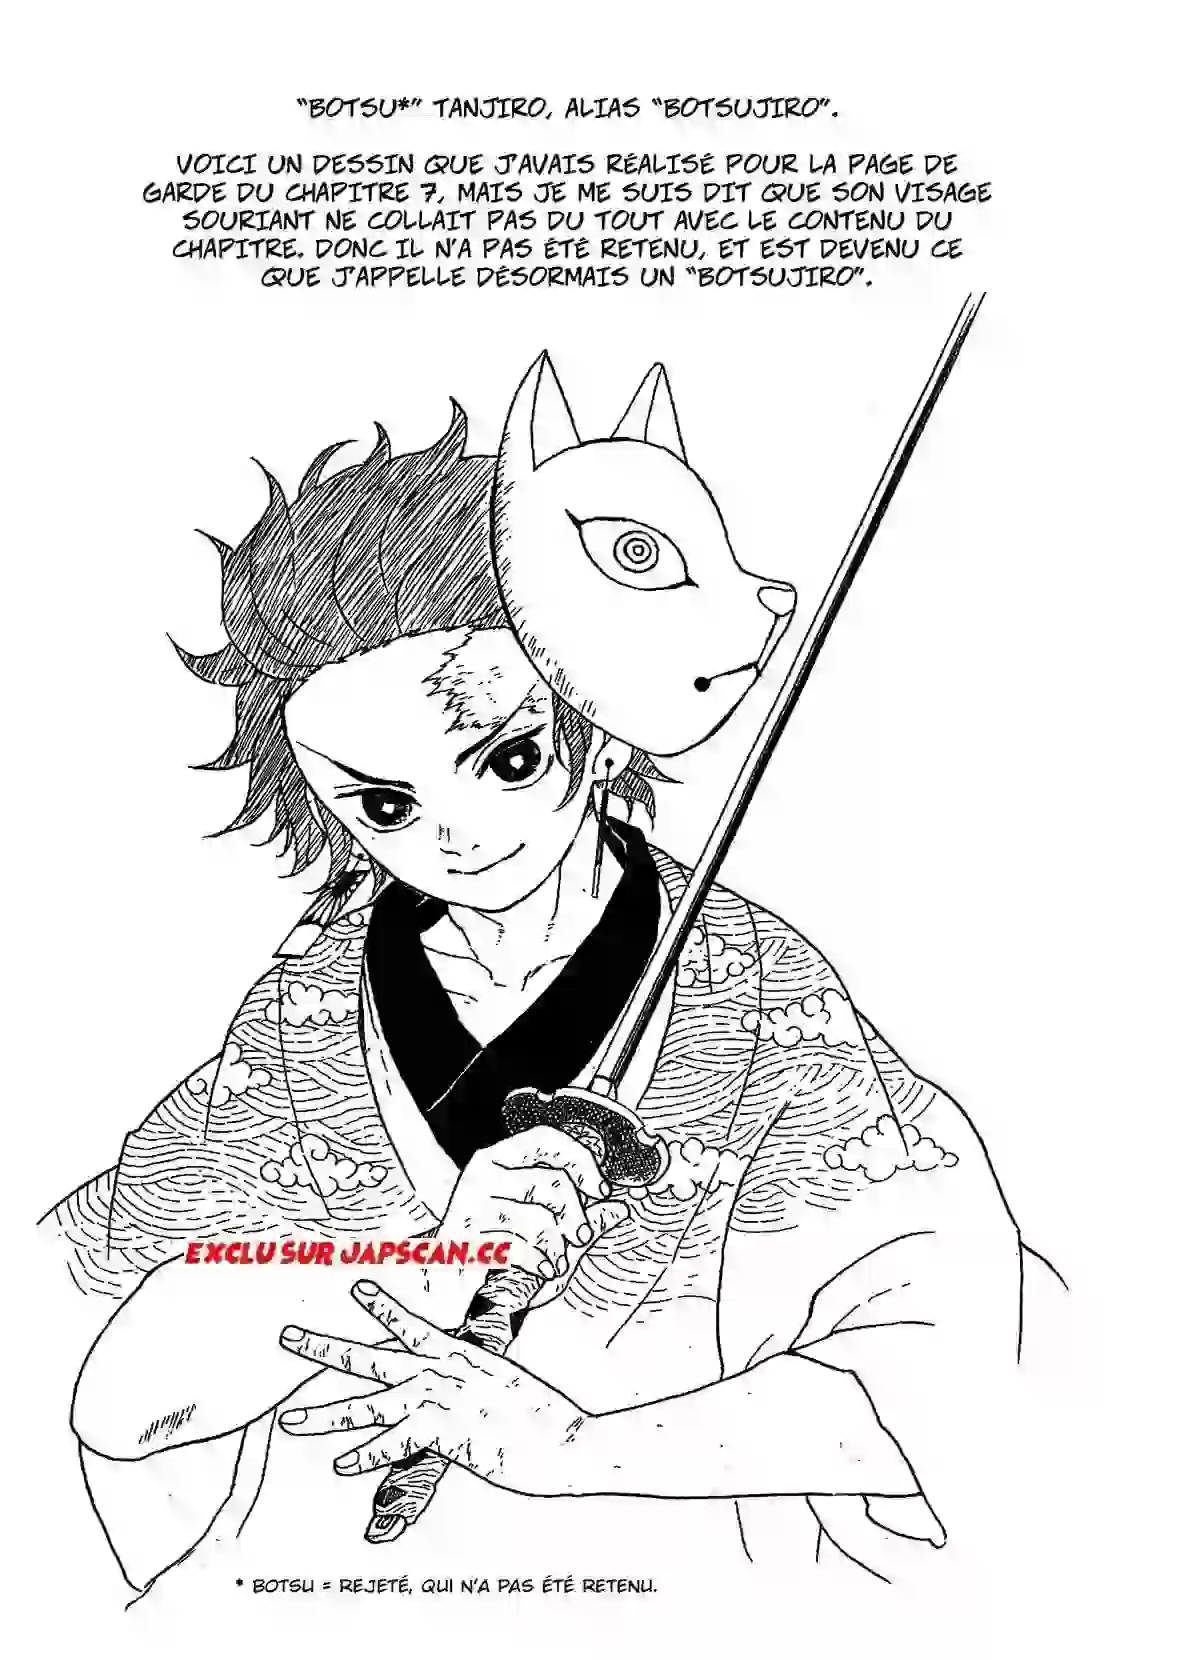 "BOTSU*" TANJIRO, ALIAS "BOTSUJIRO".
VOICI UN DESSIN QUE J'AVAIS RÉALISÉ POUR LA PAGE DE
GARDE DU CHAPITRE 7, MAIS JE ME SUIS DIT QUE SON VISAGE
SOURIANT NE COLLAIT PAS DU TOUT AVEC LE CONTENU DU
CHAPITRE. DONC IL N'A PAS ÉTÉ RETENU, ET EST DEVENU CE
QUE J'APPELLE DÉSORMAIS UN "BOTSUJIRO".
EXCLU SUR JAPSCAN.CC
* BOTSU = REJETÉ, QUI N'A PAS ÉTÉ RETENU.